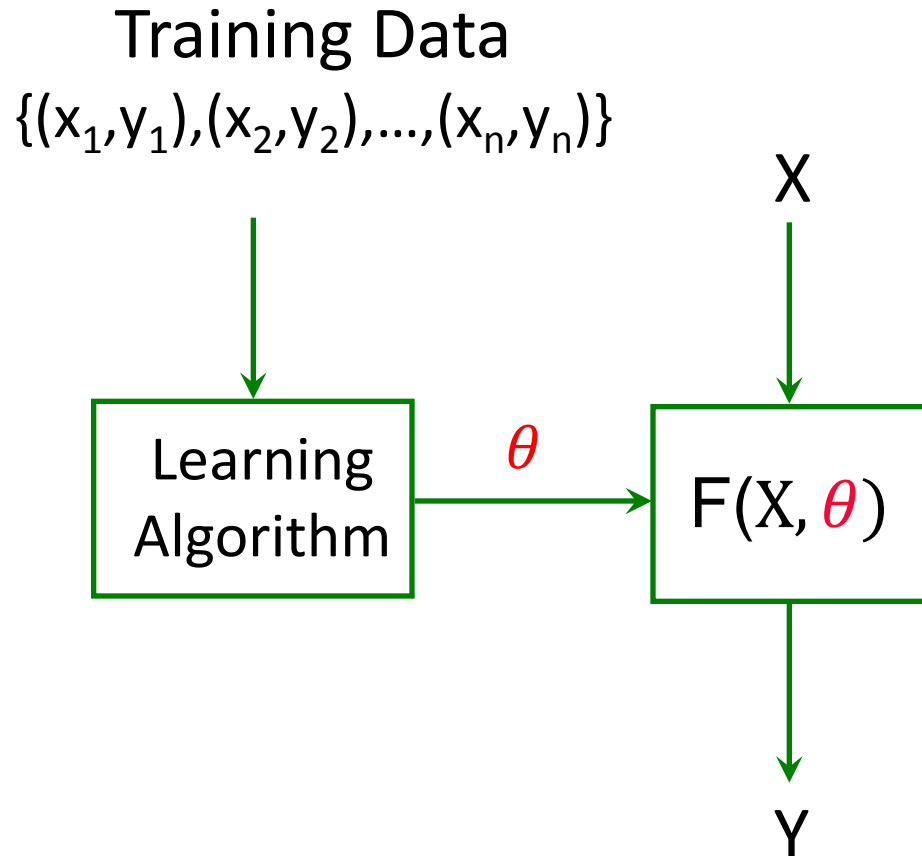 Training Data
{(x₁,y₁),(x₂,y₂),...,(xₙ,yₙ)}
X
Learning
Algorithm
θ
F(X, θ)
Y